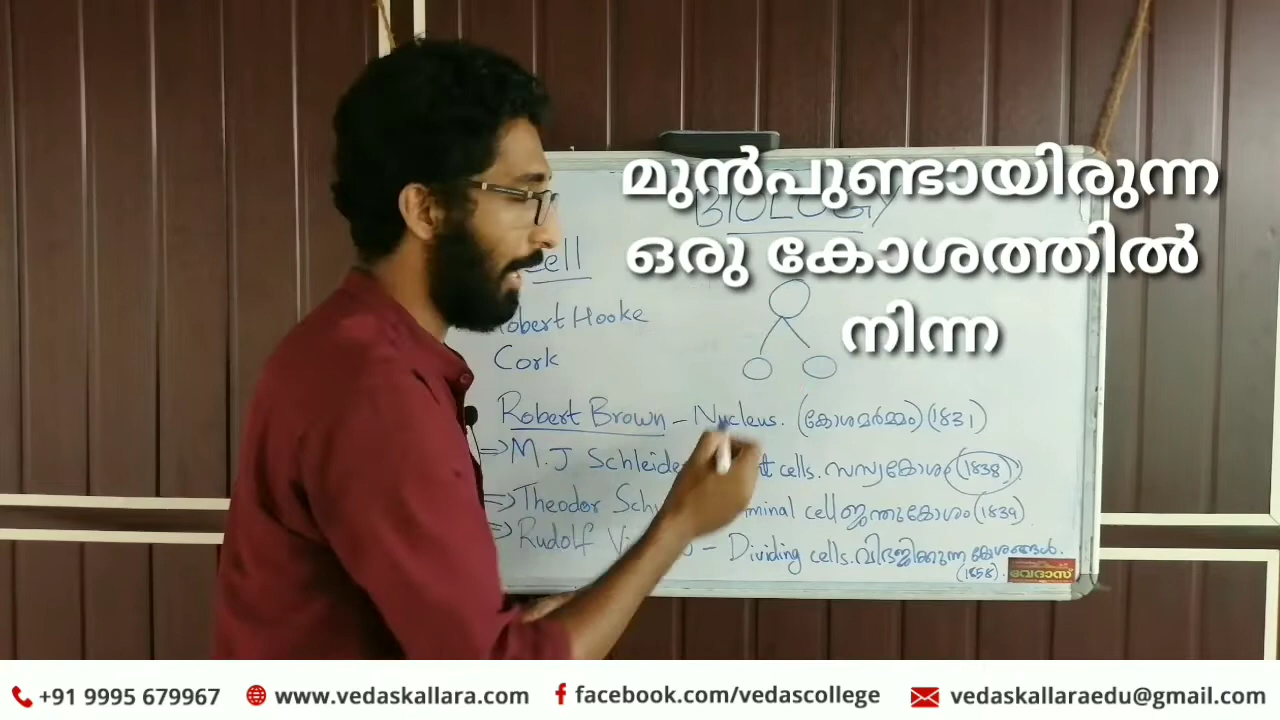 BIOLOGY
മുൻപുണ്ടായിരുന്ന
ഒരു കോശത്തിൽ
നിന്ന
Cell
Robert Hooke
Cork
Robert Brown – Nucleus. (കോശമർമ്മം) (1831)
⇒ M. J cells. സസ്യകോശം (1838).
⇒ Theodor cell ജന്തുകോശം (1839)
⇒ Rudolf – Dividing cells. വിഭജിക്കുന്ന കോശങ്ങൾ.
(1858).
വേദാസ്
+91 9995 679967 www.vedaskallara.com facebook.com/vedascollege vedaskallaraedu@gmail.com